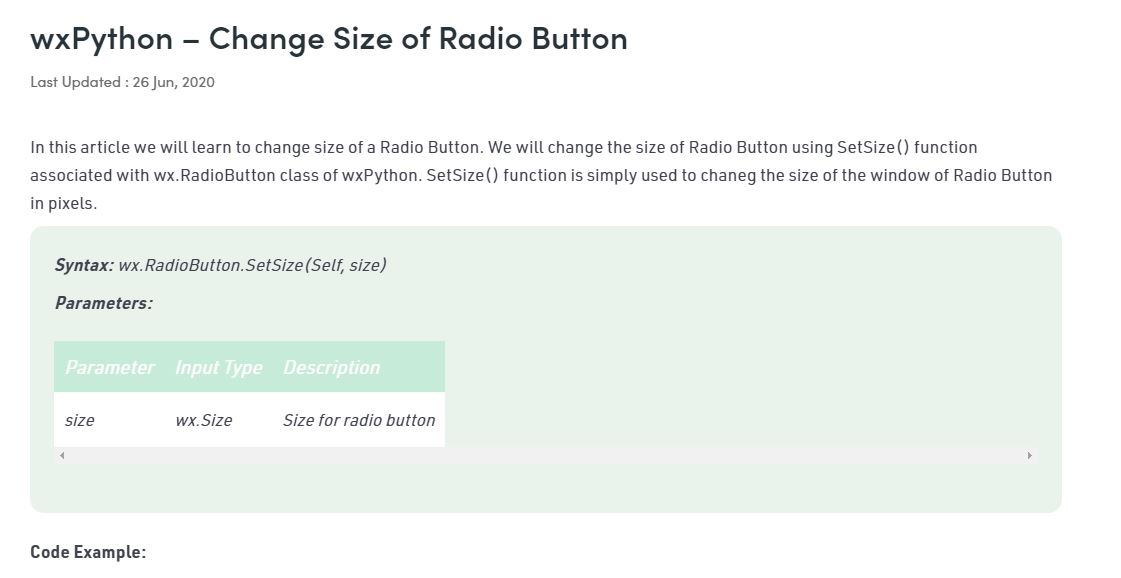 wxPython – Change Size of Radio Button
Last Updated : 26 Jun, 2020
In this article we will learn to change size of a Radio Button. We will change the size of Radio Button using SetSize() function
associated with wx.RadioButton class of wxPython. SetSize() function is simply used to chaneg the size of the window of Radio Button
in pixels.
Syntax: wx.RadioButton.SetSize(Self, size)
Parameters:
Parameter Input Type Description
size wx.Size Size for radio button
Code Example: